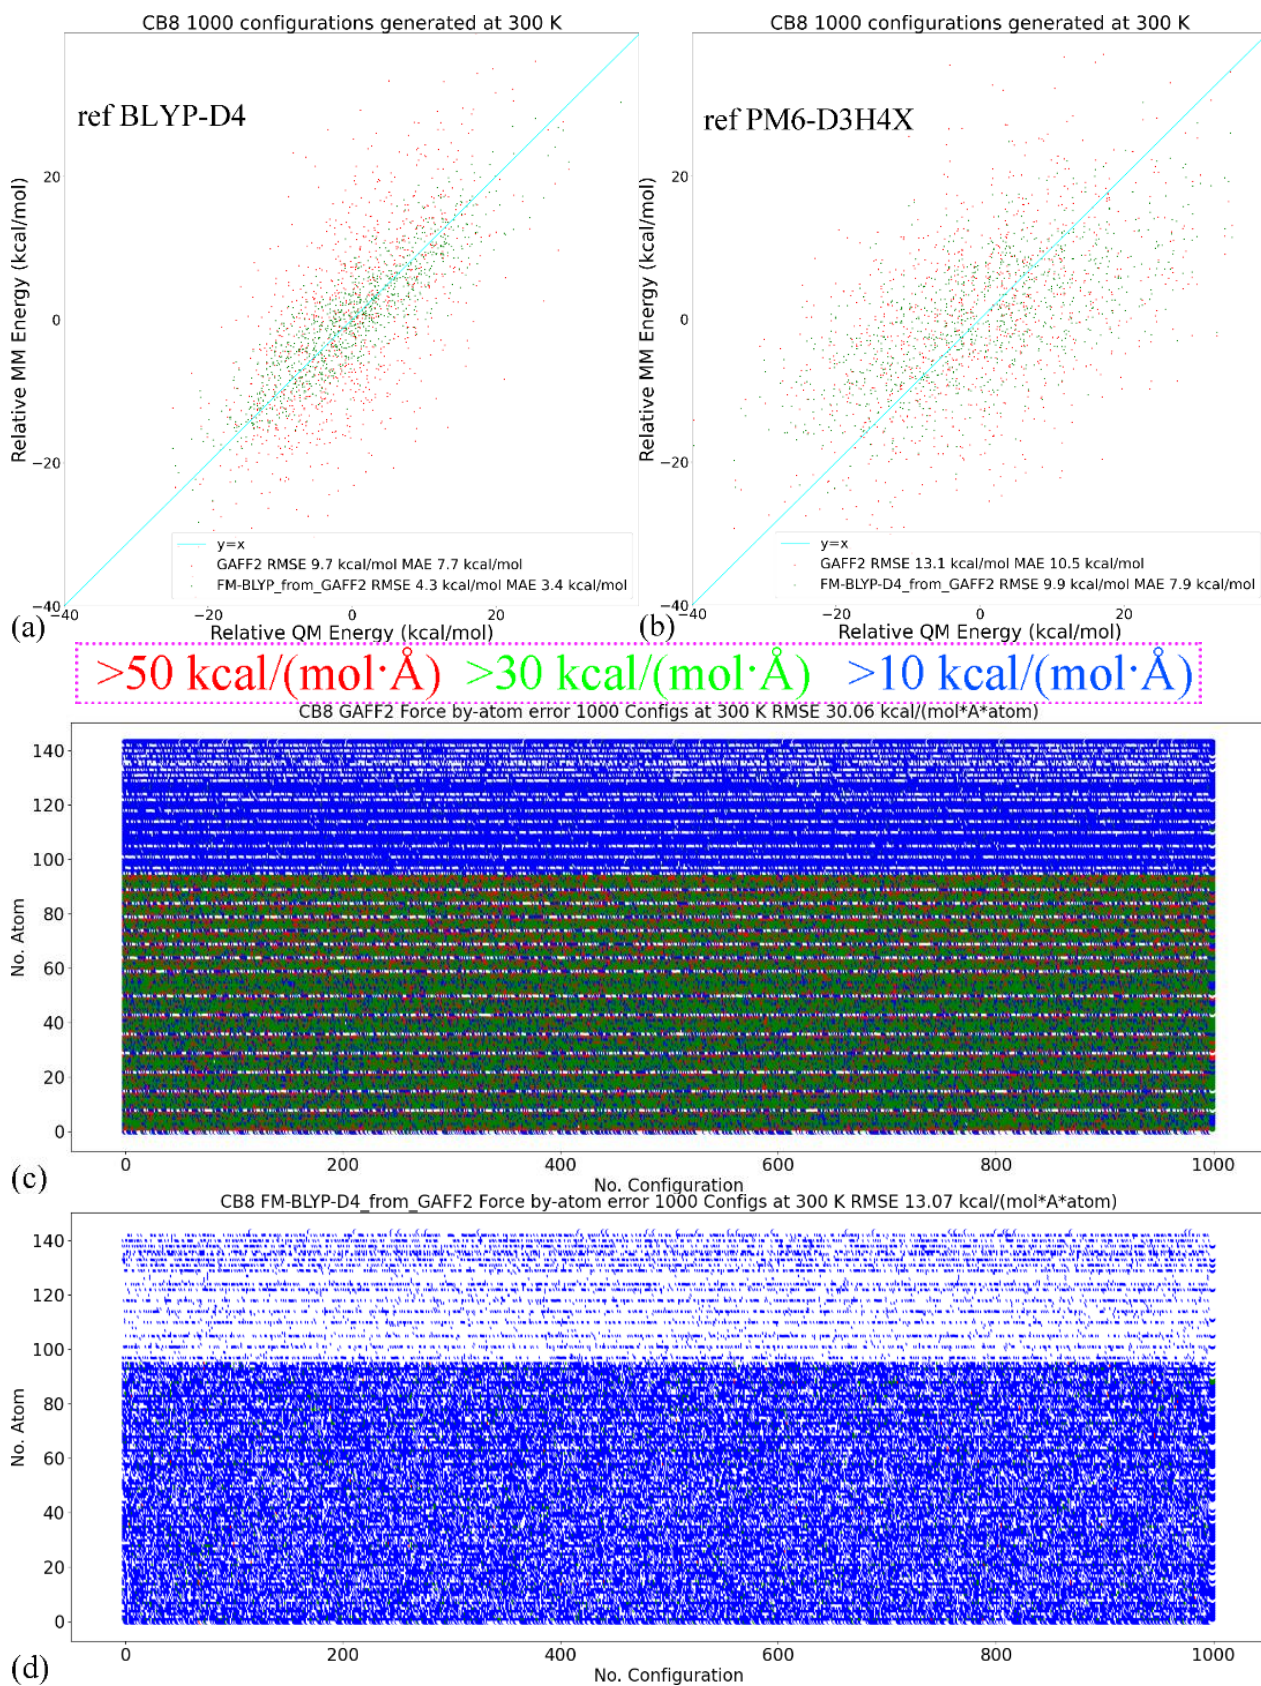 CB8 1000 configurations generated at 300 K
ref BLYP-D4
Relative MM Energy (kcal/mol)
20
0
−20
−40
y=x
GAFF2 RMSE 9.7 kcal/mol MAE 7.7 kcal/mol
FM-BLYP_from_GAFF2 RMSE 4.3 kcal/mol MAE 3.4 kcal/mol
−40
−20
0
20
Relative QM Energy (kcal/mol)
(a)
CB8 1000 configurations generated at 300 K
ref PM6-D3H4X
Relative MM Energy (kcal/mol)
20
0
−20
−40
y=x
GAFF2 RMSE 13.1 kcal/mol MAE 10.5 kcal/mol
FM-BLYP-D4_from_GAFF2 RMSE 9.9 kcal/mol MAE 7.9 kcal/mol
−40
−20
0
20
Relative QM Energy (kcal/mol)
(b)
>50 kcal/(mol·Å) >30 kcal/(mol·Å) >10 kcal/(mol·Å)
CB8 GAFF2 Force by-atom error 1000 Configs at 300 K RMSE 30.06 kcal/(mol*A*atom)
No. Atom
140
120
100
80
60
40
20
0
0
200
400
600
800
1000
No. Configuration
(c)
CB8 FM-BLYP-D4_from_GAFF2 Force by-atom error 1000 Configs at 300 K RMSE 13.07 kcal/(mol*A*atom)
No. Atom
140
120
100
80
60
40
20
0
0
200
400
600
800
1000
No. Configuration
(d)